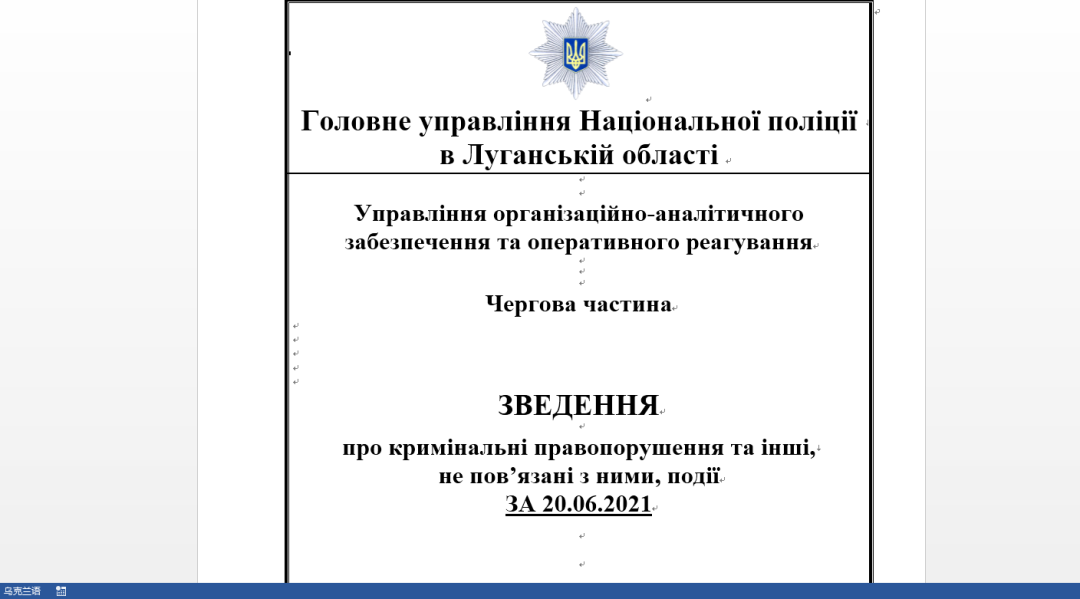 Головне управління Національної поліції
в Луганській області
Управління організаційно-аналітичного
забезпечення та оперативного реагування
Чергова частина
ЗВЕДЕННЯ
про кримінальні правопорушення та інші,
не пов’язані з ними, події
ЗА 20.06.2021
乌克兰语